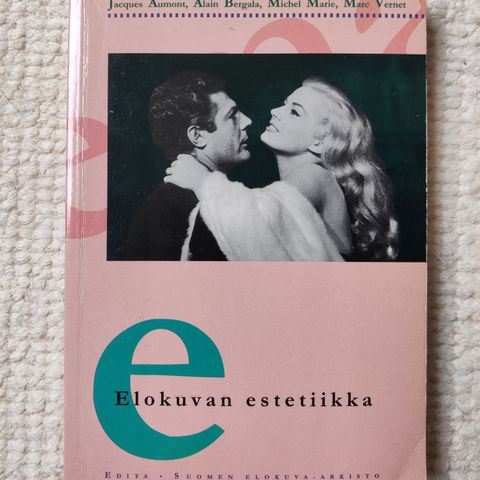 Jacques Aumont, Alain Bergala, Michel Marie, Marc Vernet
e
Elokuvan estetiikka
EDITA • SUOMEN ELOKUVA-ARKISTO